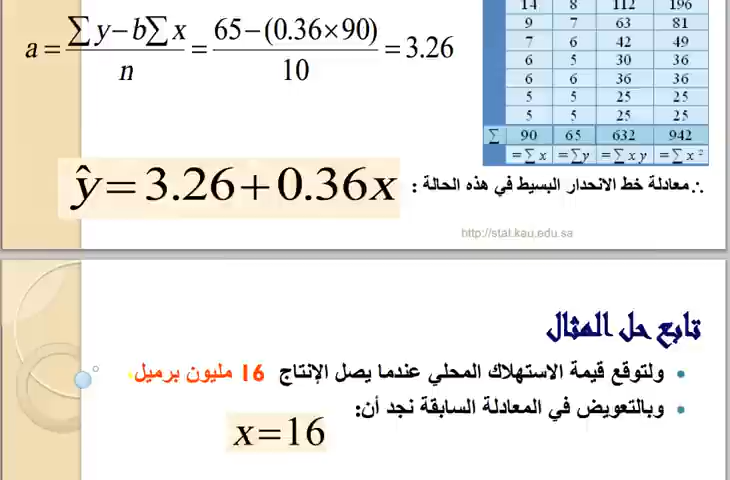 a = (∑y − b∑x) / n = (65 − (0.36×90)) / 10 = 3.26
14 8 112 196
9 7 63 81
7 6 42 49
6 5 30 36
6 6 36 36
5 5 25 25
5 5 25 25
∑ 90 65 632 942
=∑x =∑y =∑xy =∑x²
∴ معادلة خط الانحدار البسيط في هذه الحالة :
ŷ = 3.26 + 0.36x
http://stat.kau.edu.sa
تابع حل المثال
• ولتوقع قيمة الاستهلاك المحلي عندما يصل الإنتاج 16 مليون برميل،
• وبالتعويض في المعادلة السابقة نجد أن:
x=16